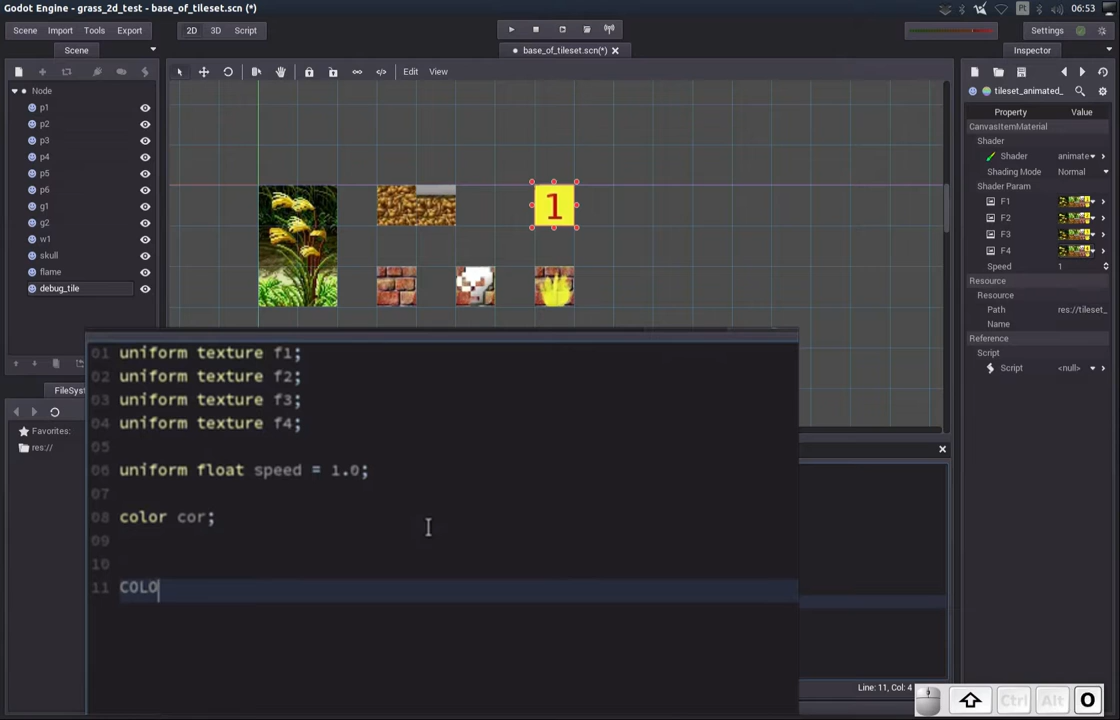 Godot Engine - grass_2d_test - base_of_tileset.scn (*)
Pt
06:53
Scene Import Tools Export
2D 3D Script
Settings
Scene
base_of_tileset.scn(*)
Inspector
Edit View
tileset_animated_
Node
p1
p2
p3
p4
p5
p6
g1
g2
w1
skull
flame
debug_tile
1
Property Value
CanvasItemMaterial
Shader
Shader animate
Shading Mode Normal
Shader Param
F1
F2
F3
F4
Speed 1
Resource
Resource
Path res://tileset_
Name
Reference
Script
Script <null>
FileSys
Favorites:
res://
01 uniform texture f1;
02 uniform texture f2;
03 uniform texture f3;
04 uniform texture f4;
05
06 uniform float speed = 1.0;
07
08 color cor;
09
10
11 COLO
Line: 11, Col: 4
Ctrl Alt O